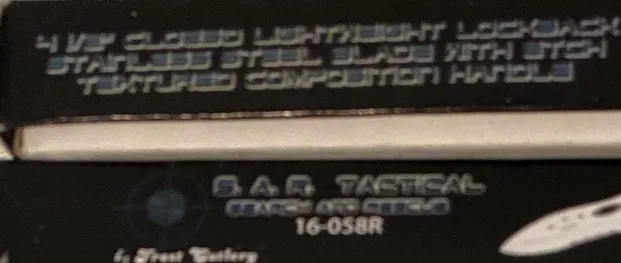 4 1/2" CLOSED LIGHTWEIGHT LOCKBACK
STAINLESS STEEL BLADE WITH ETCH
TEXTURED COMPOSITION HANDLE
S. A. R. TACTICAL
SEARCH AND RESCUE
16-058R
by Frost Cutlery